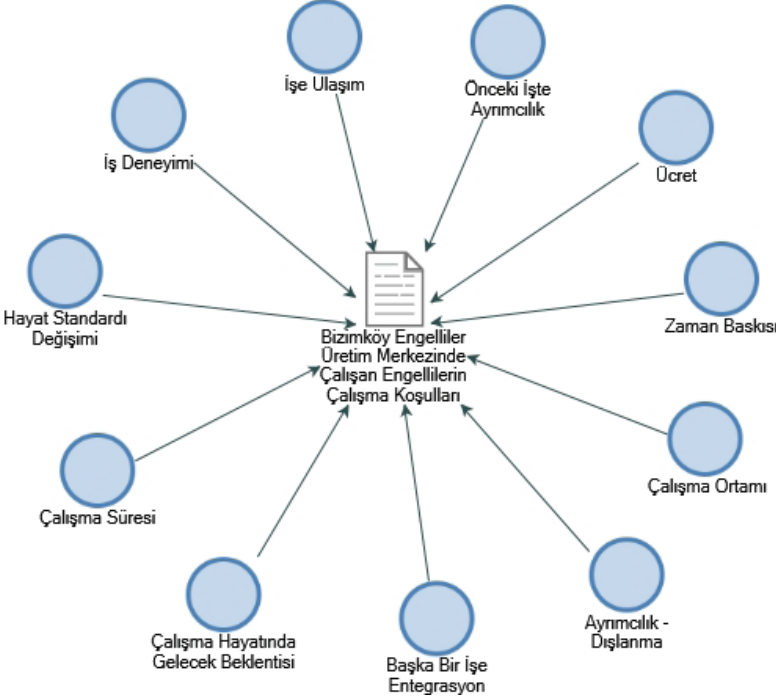 İşe Ulaşım
Önceki İşte
Ayrımcılık
İş Deneyimi
Ücret
Hayat Standardı
Değişimi
Bizimköy Engelliler
Üretim Merkezinde
Çalışan Engellilerin
Çalışma Koşulları
Zaman Baskısı
Çalışma Süresi
Çalışma Ortamı
Çalışma Hayatında
Gelecek Beklentisi
Başka Bir İşe
Entegrasyon
Ayrımcılık -
Dışlanma